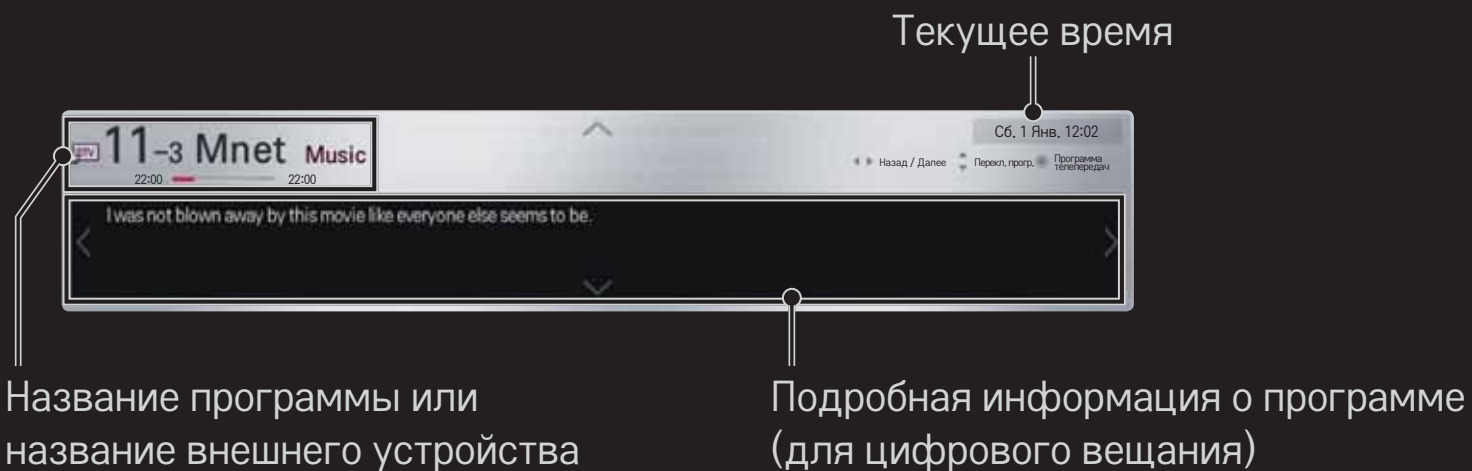 Текущее время
DTV 11-3 Mnet Music
Сб. 1 Янв. 12:02
22:00 22:00
Назад / Далее Перекл. прогр. Программа
телепередач
I was not blown away by this movie like everyone else seems to be.
Название программы или
название внешнего устройства
Подробная информация о программе
(для цифрового вещания)